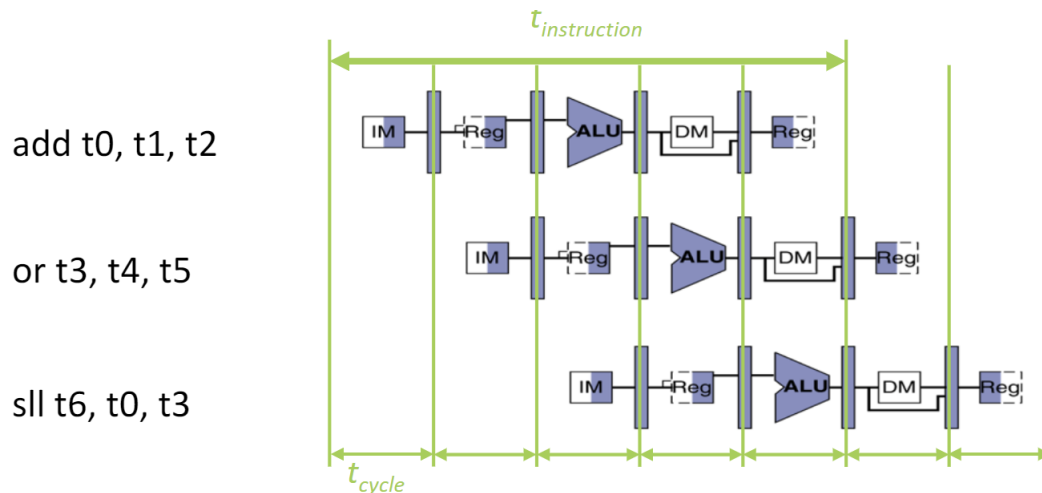 t_instruction
add t0, t1, t2 IM Reg ALU DM Reg
or t3, t4, t5 IM Reg ALU DM Reg
sll t6, t0, t3 IM Reg ALU DM Reg
t_cycle